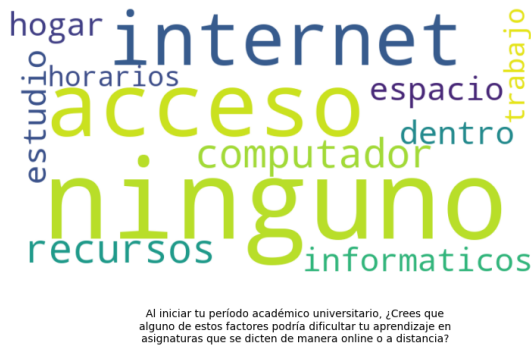 hogar
internet
trabajo
estudio
horarios
acceso
espacio
dentro
computador
ninguno
recursos
informaticos
Al iniciar tu período académico universitario, ¿Crees que
alguno de estos factores podría dificultar tu aprendizaje en
asignaturas que se dicten de manera online o a distancia?